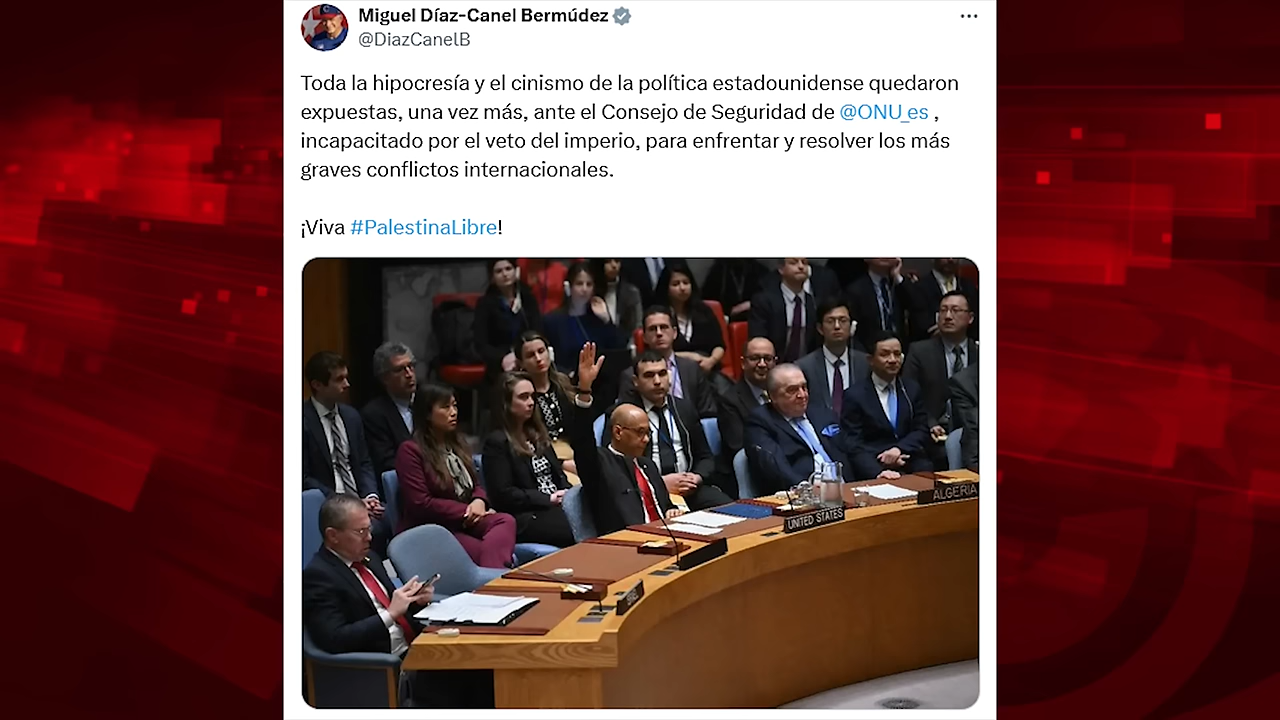 Miguel Díaz-Canel Bermúdez
@DiazCanelB
Toda la hipocresía y el cinismo de la política estadounidense quedaron
expuestas, una vez más, ante el Consejo de Seguridad de @ONU_es ,
incapacitado por el veto del imperio, para enfrentar y resolver los más
graves conflictos internacionales.
¡Viva #PalestinaLibre!
ALGERIA
UNITED STATES